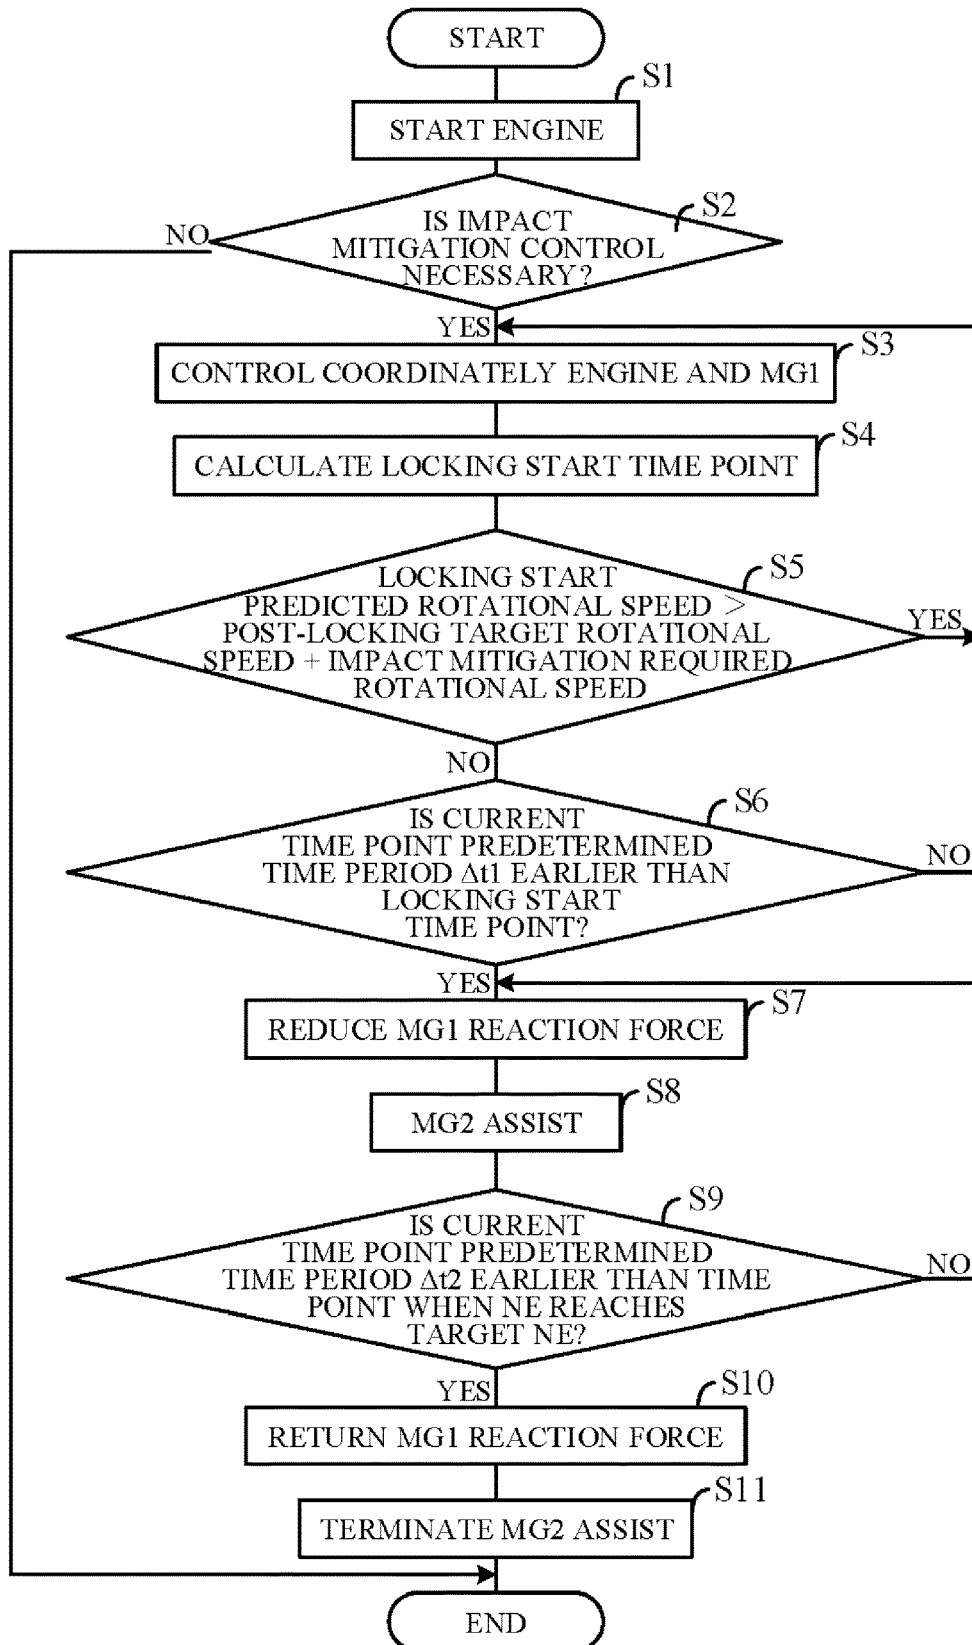 START
S1
START ENGINE
S2
IS IMPACT
MITIGATION CONTROL
NECESSARY?
NO
YES
S3
CONTROL COORDINATELY ENGINE AND MG1
S4
CALCULATE LOCKING START TIME POINT
S5
LOCKING START
PREDICTED ROTATIONAL SPEED >
POST-LOCKING TARGET ROTATIONAL
SPEED + IMPACT MITIGATION REQUIRED
ROTATIONAL SPEED
YES
NO
S6
IS CURRENT
TIME POINT PREDETERMINED
TIME PERIOD Δt1 EARLIER THAN
LOCKING START
TIME POINT?
NO
YES
S7
REDUCE MG1 REACTION FORCE
S8
MG2 ASSIST
S9
IS CURRENT
TIME POINT PREDETERMINED
TIME PERIOD Δt2 EARLIER THAN TIME
POINT WHEN NE REACHES
TARGET NE?
NO
YES
S10
RETURN MG1 REACTION FORCE
S11
TERMINATE MG2 ASSIST
END